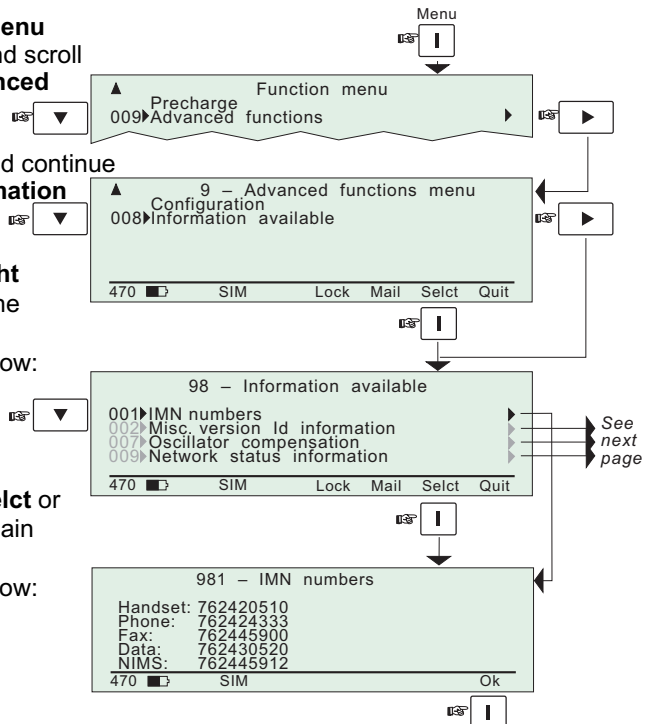 Menu
enu
nd scroll
nced
Function menu
Precharge
009 Advanced functions
d continue
mation
9 – Advanced functions menu
Configuration
008 Information available
ht
ne
470 SIM Lock Mail Selct Quit
ow:
98 – Information available
001 IMN numbers
002 Misc. version Id information
007 Oscillator compensation
009 Network status information
See
next
page
470 SIM Lock Mail Selct Quit
elct or
ain
ow:
981 – IMN numbers
Handset: 762420510
Phone: 762424333
Fax: 762445900
Data: 762430520
NIMS: 762445912
470 SIM Ok